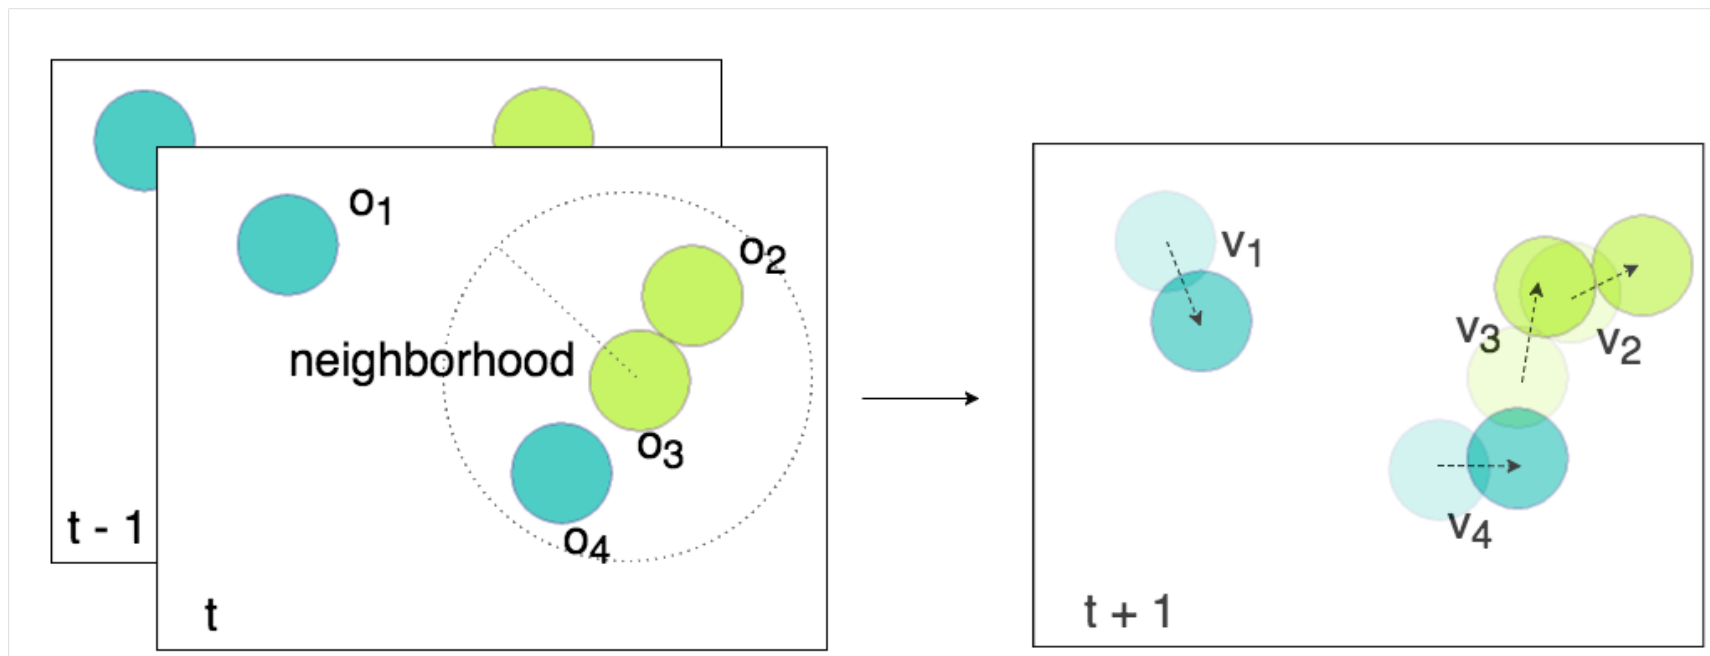 o1
o2
neighborhood
o3
o4
t - 1
t
v1
v3
v2
v4
t + 1